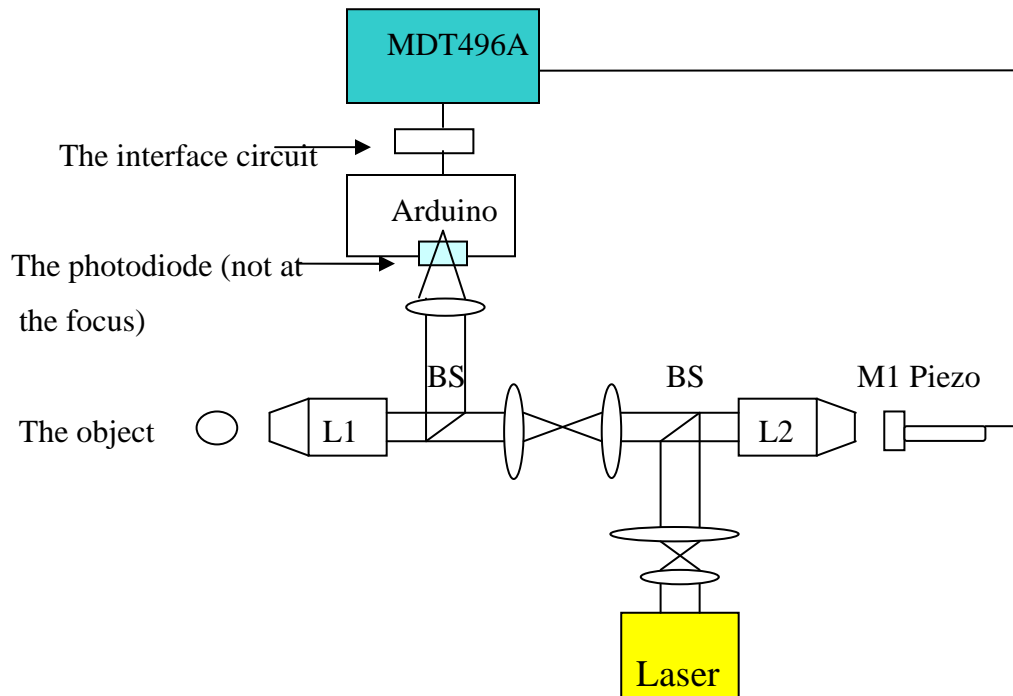 MDT496A
The interface circuit
Arduino
The photodiode (not at
the focus)
BS
BS
M1 Piezo
The object
L1
L2
Laser